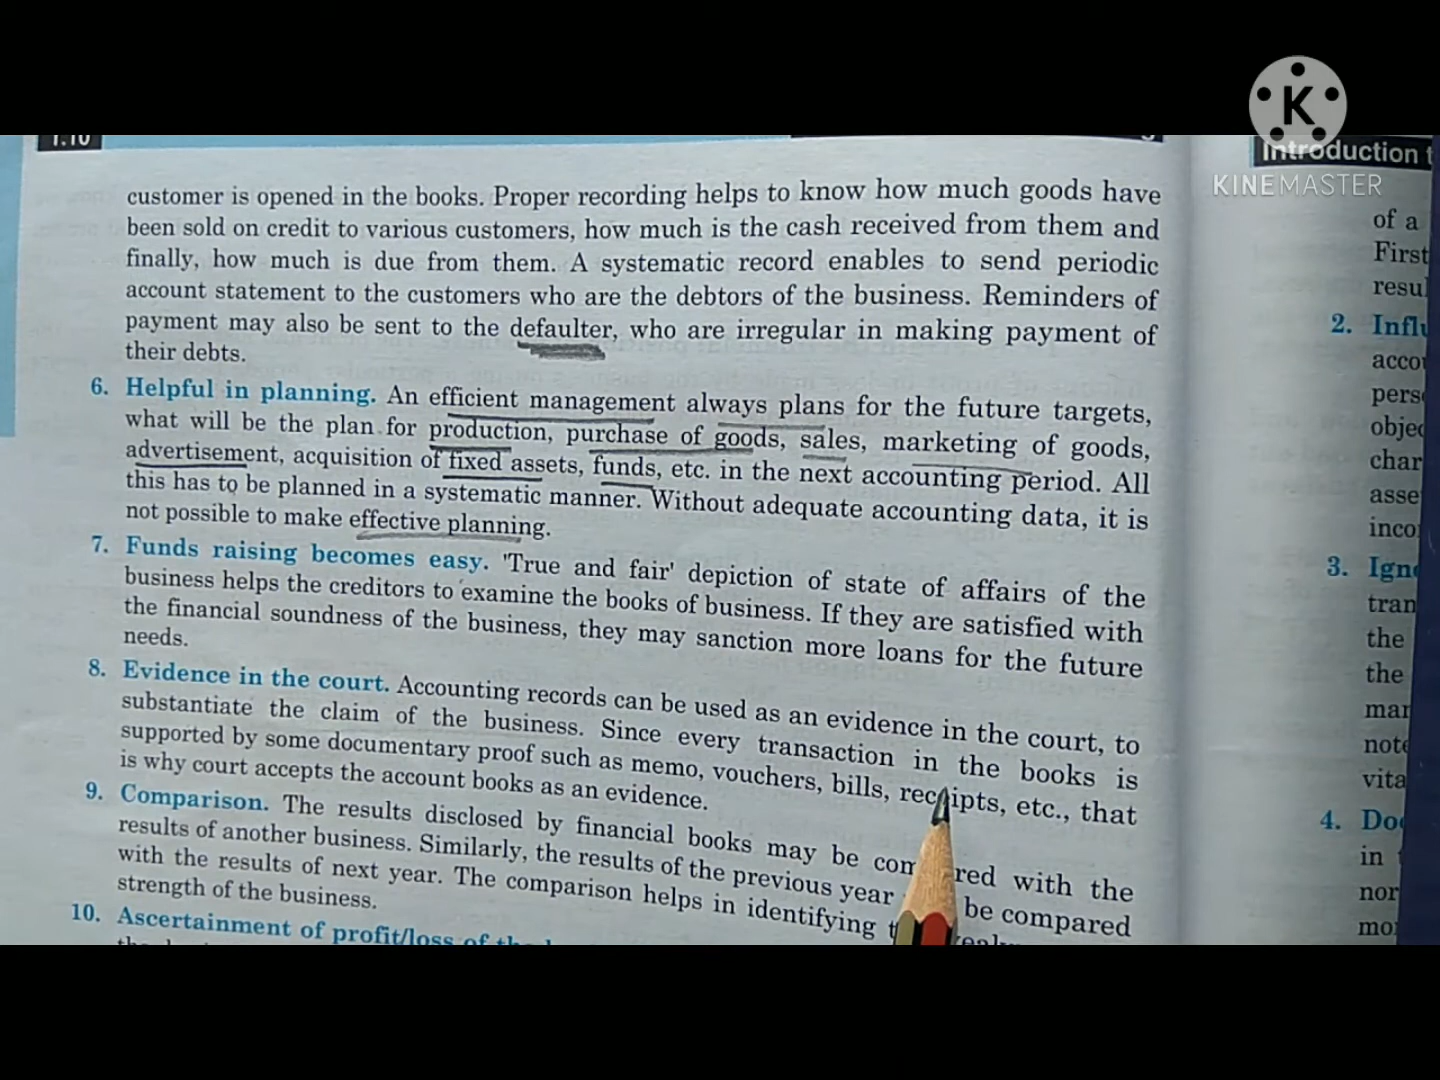 1.10
customer is opened in the books. Proper recording helps to know how much goods have
been sold on credit to various customers, how much is the cash received from them and
finally, how much is due from them. A systematic record enables to send periodic
account statement to the customers who are the debtors of the business. Reminders of
payment may also be sent to the defaulter, who are irregular in making payment of
their debts.
6. Helpful in planning. An efficient management always plans for the future targets,
what will be the plan for production, purchase of goods, sales, marketing of goods,
advertisement, acquisition of fixed assets, funds, etc. in the next accounting period. All
this has to be planned in a systematic manner. Without adequate accounting data, it is
not possible to make effective planning.
7. Funds raising becomes easy. 'True and fair' depiction of state of affairs of the
business helps the creditors to examine the books of business. If they are satisfied with
the financial soundness of the business, they may sanction more loans for the future
needs.
8. Evidence in the court. Accounting records can be used as an evidence in the court, to
substantiate the claim of the business. Since every transaction in the books is
supported by some documentary proof such as memo, vouchers, bills, receipts, etc., that
is why court accepts the account books as an evidence.
9. Comparison. The results disclosed by financial books may be compared with the
results of another business. Similarly, the results of the previous year be compared
with the results of next year. The comparison helps in identifying
strength of the business.
10. Ascertainment of profit/loss of
K
KINEMASTER
Introduction
of a
First
resul
2. Influ
accou
pers
objec
char
asse
inco
3. Ign
tran
the
the
man
note
vita
4. Do
in
nor
mo